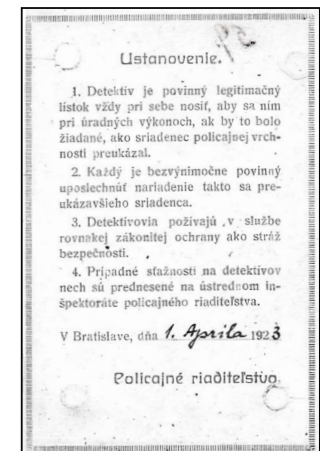 Ustanovenie.
1. Detektív je povinný legitimačný
lístok vždy pri sebe nosiť, aby sa ním
pri úradných výkonoch, ak by to bolo
žiadané, ako sriadenec policajnej vrch-
nosti preukázal.
2. Každý je bezvýnimočne povinný
uposlechnúť nariadenie takto sa pre-
ukázavšieho sriadenca.
3. Detektivovia požívajú v službe
rovnakej zákonitej ochrany ako stráž
bezpečnosti.
4. Prípadné sťažnosti na detektívov
nech sú prednesené na ústrednom in-
špektoráte policajného riaditeľstva.
V Bratislave, dňa 1. Aprila 1923
Policajné riaditeľstvo.